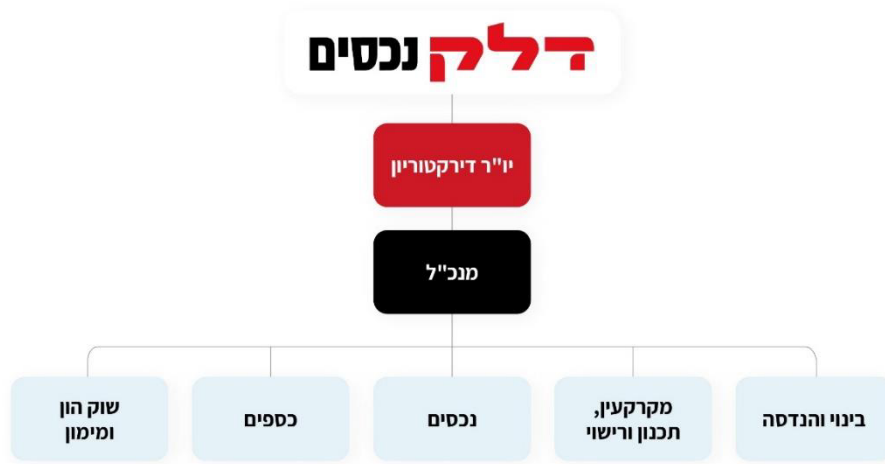 דלק נכסים
יו"ר דירקטוריון
מנכ"ל
בינוי והנדסה
מקרקעין,
תכנון ורישוי
נכסים
כספים
שוק הון
ומימון